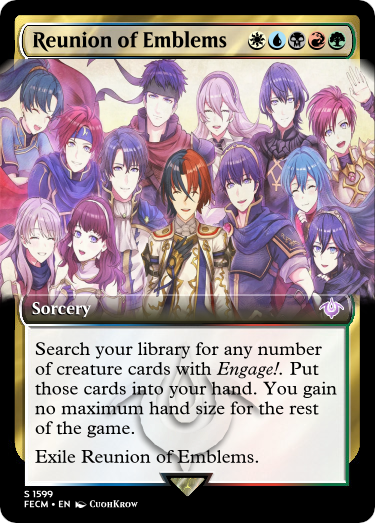 Reunion of Emblems
Sorcery
Search your library for any number
of creature cards with Engage!. Put
those cards into your hand. You gain
no maximum hand size for the rest
of the game.
Exile Reunion of Emblems.
S 1599
FECM • EN CuohKrow